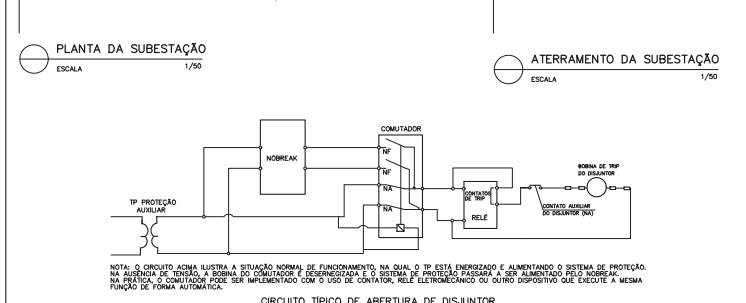 PLANTA DA SUBESTAÇÃO
ESCALA 1/50
ATERRAMENTO DA SUBESTAÇÃO
ESCALA 1/50
COMUTADOR
NOBREAK
NF
NF
NA
NA
TP PROTEÇÃO
AUXILIAR
CONTATOS
DE TRIP
RELÉ
BOBINA DE TRIP
DO DISJUNTOR
CONTATO AUXILIAR
DO DISJUNTOR (NA)
NOTA: O CIRCUITO ACIMA ILUSTRA A SITUAÇÃO NORMAL DE FUNCIONAMENTO, NA QUAL O TP ESTÁ ENERGIZADO E ALIMENTANDO O SISTEMA DE PROTEÇÃO.
NA AUSÊNCIA DE TENSÃO, A BOBINA DO COMUTADOR É DESERNEGIZADA E O SISTEMA DE PROTEÇÃO PASSARÁ A SER ALIMENTADO PELO NOBREAK.
NA PRÁTICA, O COMUTADOR PODE SER IMPLEMENTADO COM O USO DE CONTATOR, RELÉ ELETROMECÂNICO OU OUTRO DISPOSITIVO QUE EXECUTE A MESMA
FUNÇÃO DE FORMA AUTOMÁTICA.
CIRCUITO TÍPICO DE ABERTURA DE DISJUNTOR